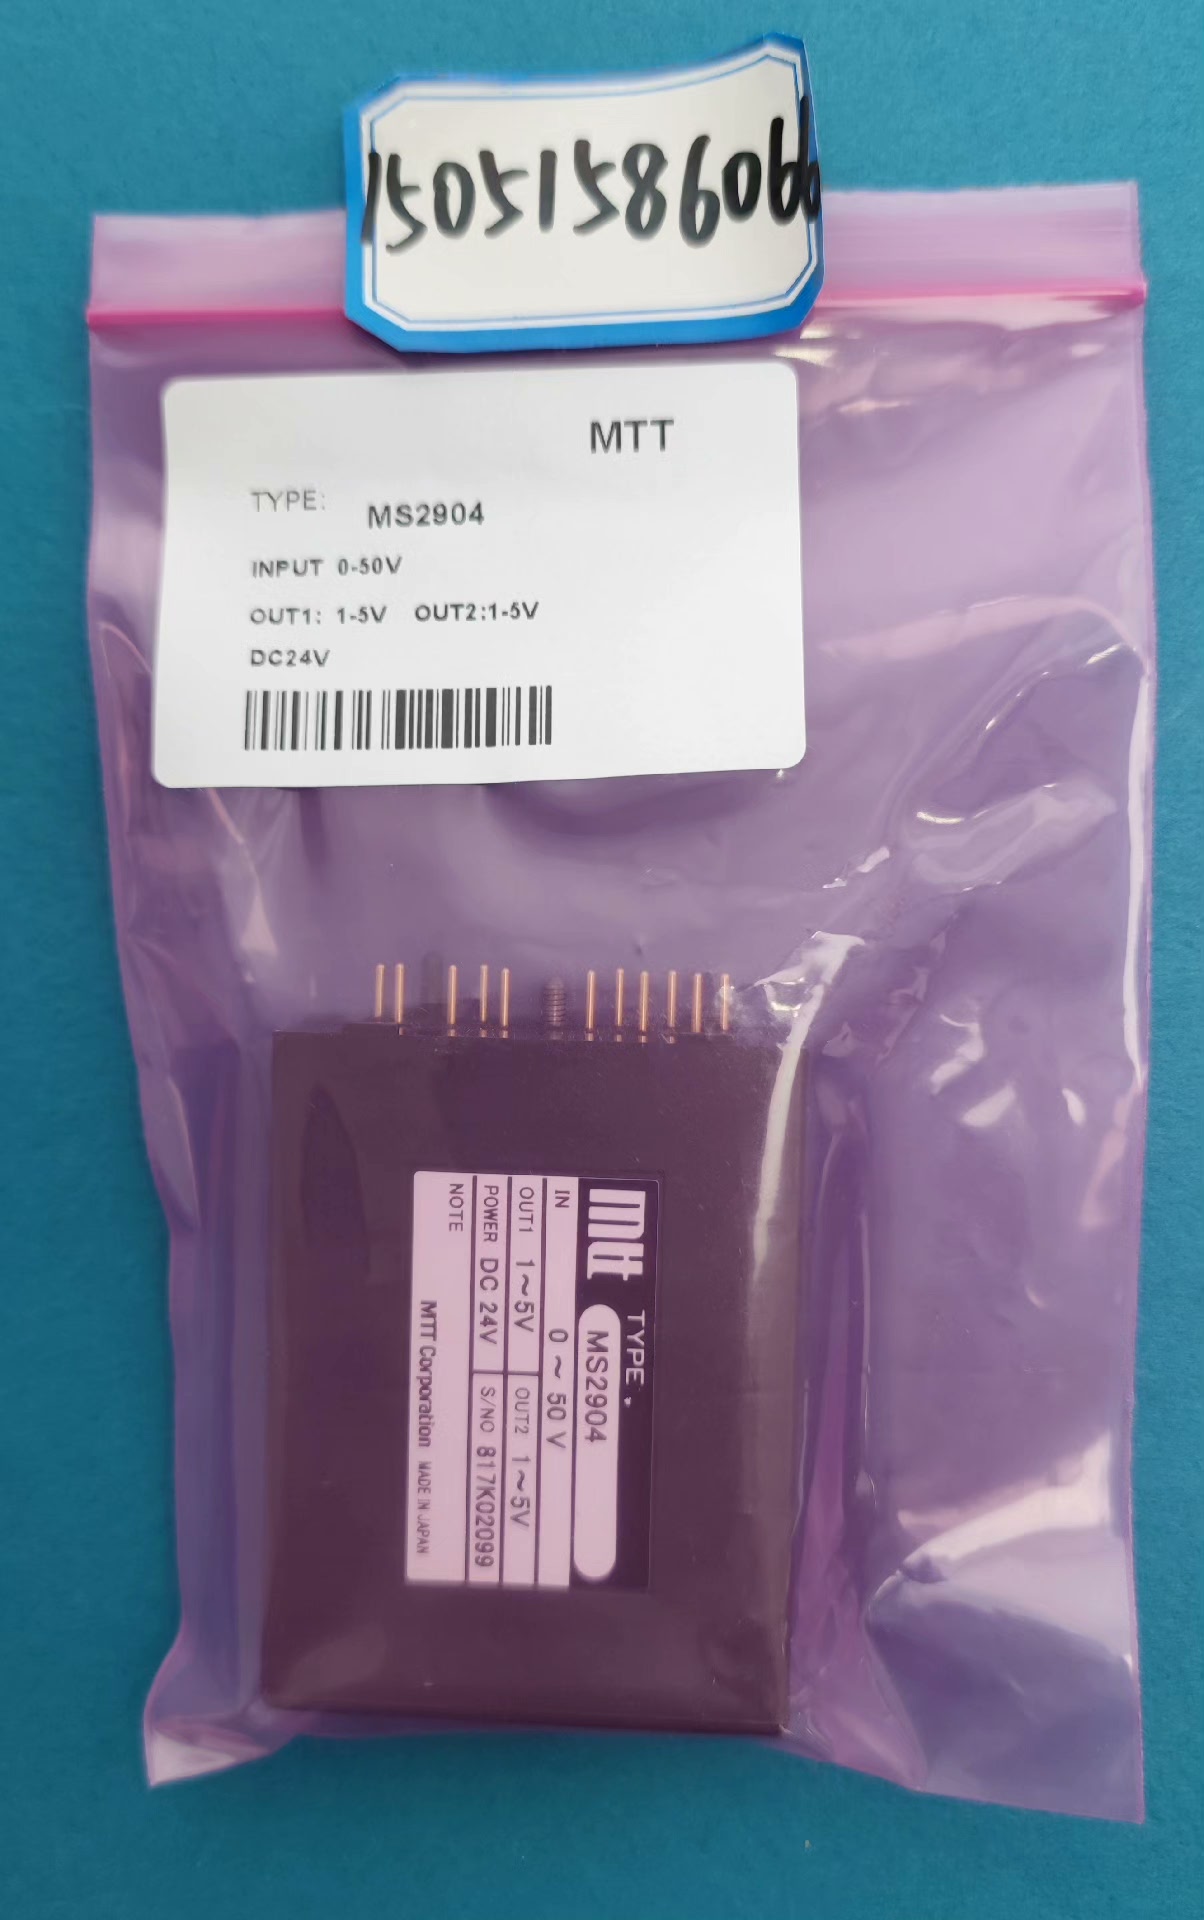 15051586066
MTT
TYPE: MS2904
INPUT 0-50V
OUT1: 1-5V OUT2:1-5V
DC24V
mtt TYPE.
MS2904
IN 0~50 V
OUT1 1~5V OUT2 1~5V
POWER DC 24V S/NO 817K02099
NOTE
MTT Corporation MADE IN JAPAN